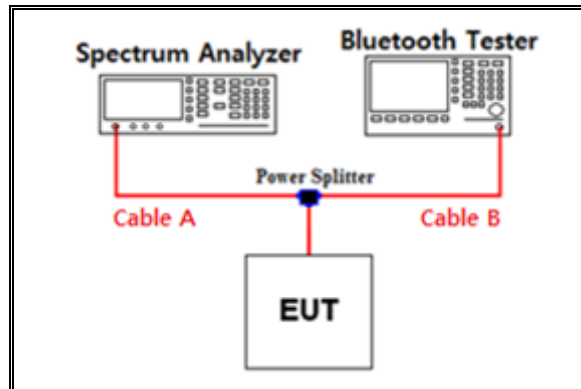 Spectrum Analyzer
Bluetooth Tester
Power Splitter
Cable A
Cable B
EUT